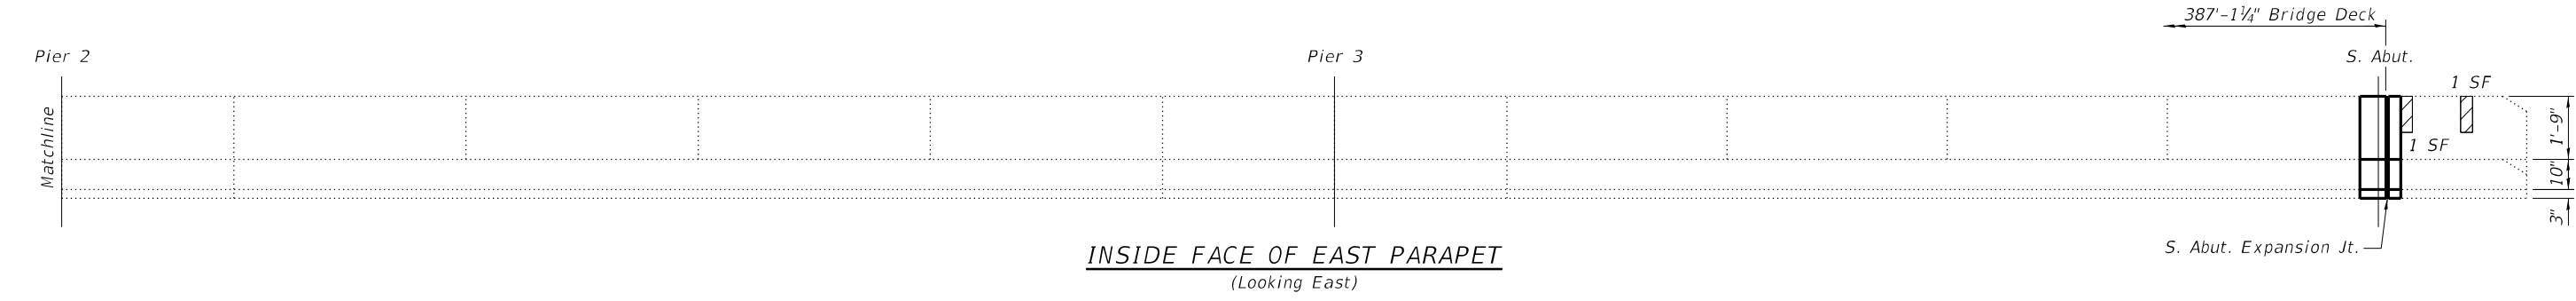 387'-1¼" Bridge Deck
Pier 2
Pier 3
S. Abut.
1 SF
Matchline
1'-9"
1 SF
10"
3"
S. Abut. Expansion Jt.
INSIDE FACE OF EAST PARAPET
(Looking East)